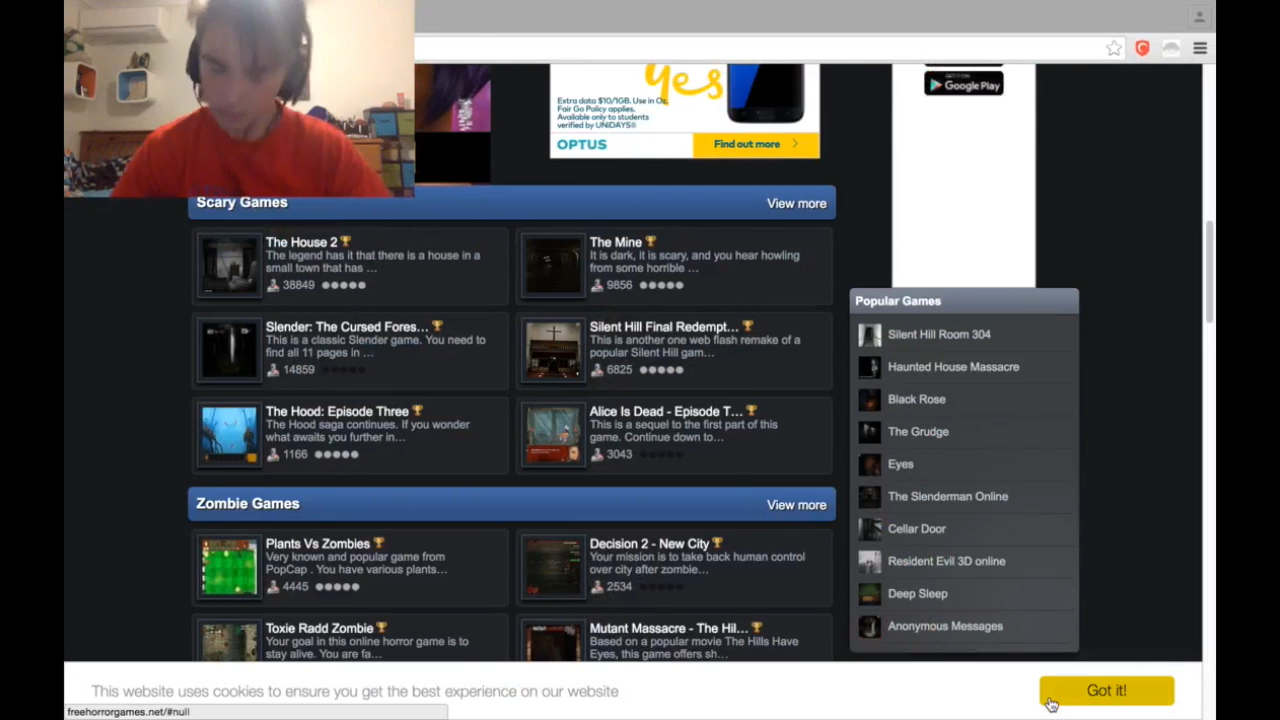 GET IT ON
Google Play
yes
Extra data $10/1GB. Use in Oz,
Fair Go Policy applies.
Available only to students
verified by UNiDAYS®
OPTUS
Find out more
Scary Games
View more
The House 2
The legend has it that there is a house in a
small town that has ...
38849
The Mine
It is dark, it is scary, and you hear howling
from some horrible ...
9856
Slender: The Cursed Fores...
This is a classic Slender game. You need to
find all 11 pages in ...
14859
Silent Hill Final Redempt...
This is another one web flash remake of a
popular Silent Hill gam...
6825
The Hood: Episode Three
The Hood saga continues. If you wonder
what awaits you further in...
1166
Alice Is Dead - Episode T...
This is a sequel to the first part of this
game. Continue down to...
3043
Zombie Games
View more
Plants Vs Zombies
Very known and popular game from
PopCap . You have various plants...
4445
Decision 2 - New City
Your mission is to take back human control
over city after zombie...
2534
Toxie Radd Zombie
Your goal in this online horror game is to
stay alive. You are fa...
Mutant Massacre - The Hil...
Based on a popular movie The Hills Have
Eyes, this game offers sh...
Popular Games
Silent Hill Room 304
Haunted House Massacre
Black Rose
The Grudge
Eyes
The Slenderman Online
Cellar Door
Resident Evil 3D online
Deep Sleep
Anonymous Messages
This website uses cookies to ensure you get the best experience on our website
Got it!
freehorrorgames.net/#null